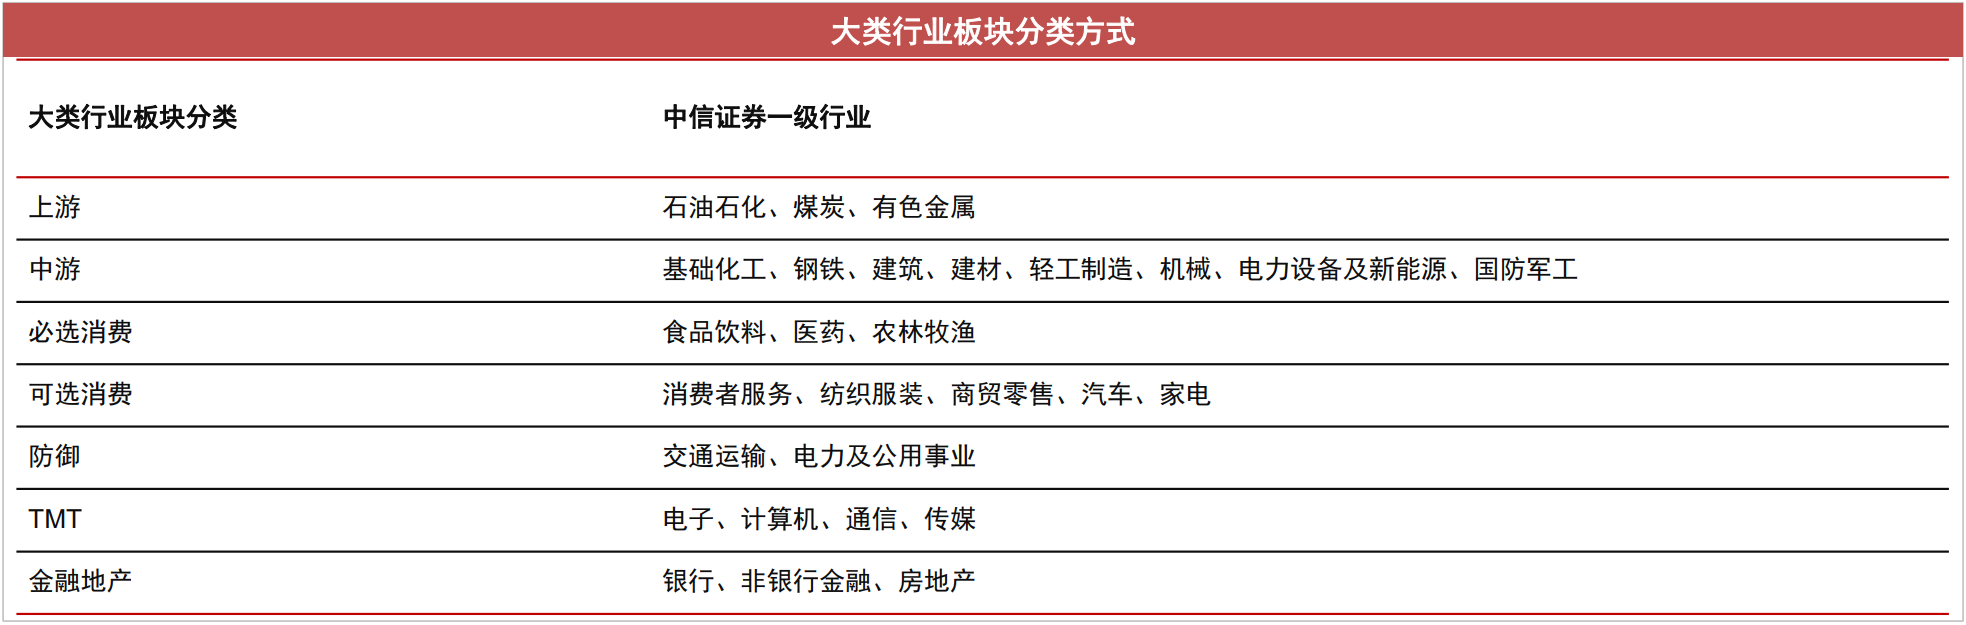 大类行业板块分类方式
大类行业板块分类 中信证券一级行业
上游 石油石化、煤炭、有色金属
中游 基础化工、钢铁、建筑、建材、轻工制造、机械、电力设备及新能源、国防军工
必选消费 食品饮料、医药、农林牧渔
可选消费 消费者服务、纺织服装、商贸零售、汽车、家电
防御 交通运输、电力及公用事业
TMT 电子、计算机、通信、传媒
金融地产 银行、非银行金融、房地产